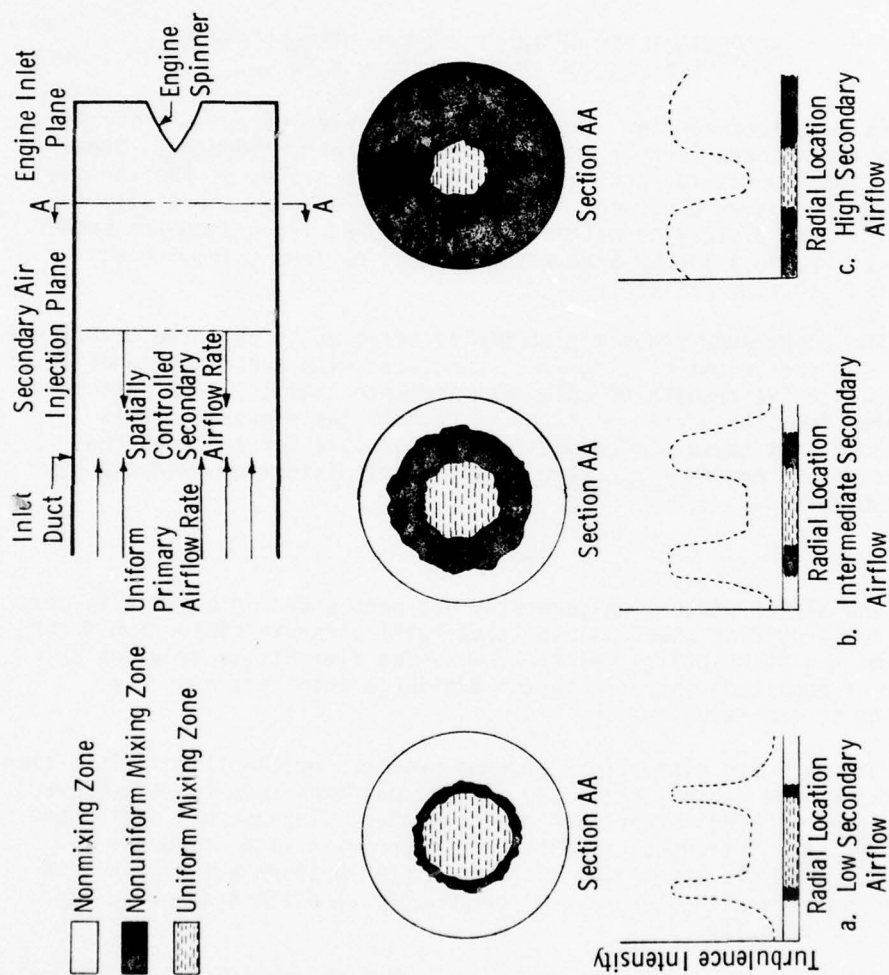 Nonmixing Zone
Nonuniform Mixing Zone
Uniform Mixing Zone
Inlet
Duct
Secondary Air
Injection Plane
Engine Inlet
Plane
A
A
Engine
Spinner
Uniform
Primary
Airflow Rate
Spatially
Controlled
Secondary
Airflow Rate
Section AA
Section AA
Section AA
Turbulence Intensity
Radial Location
a. Low Secondary
Airflow
Radial Location
b. Intermediate Secondary
Airflow
Radial Location
c. High Secondary
Airflow